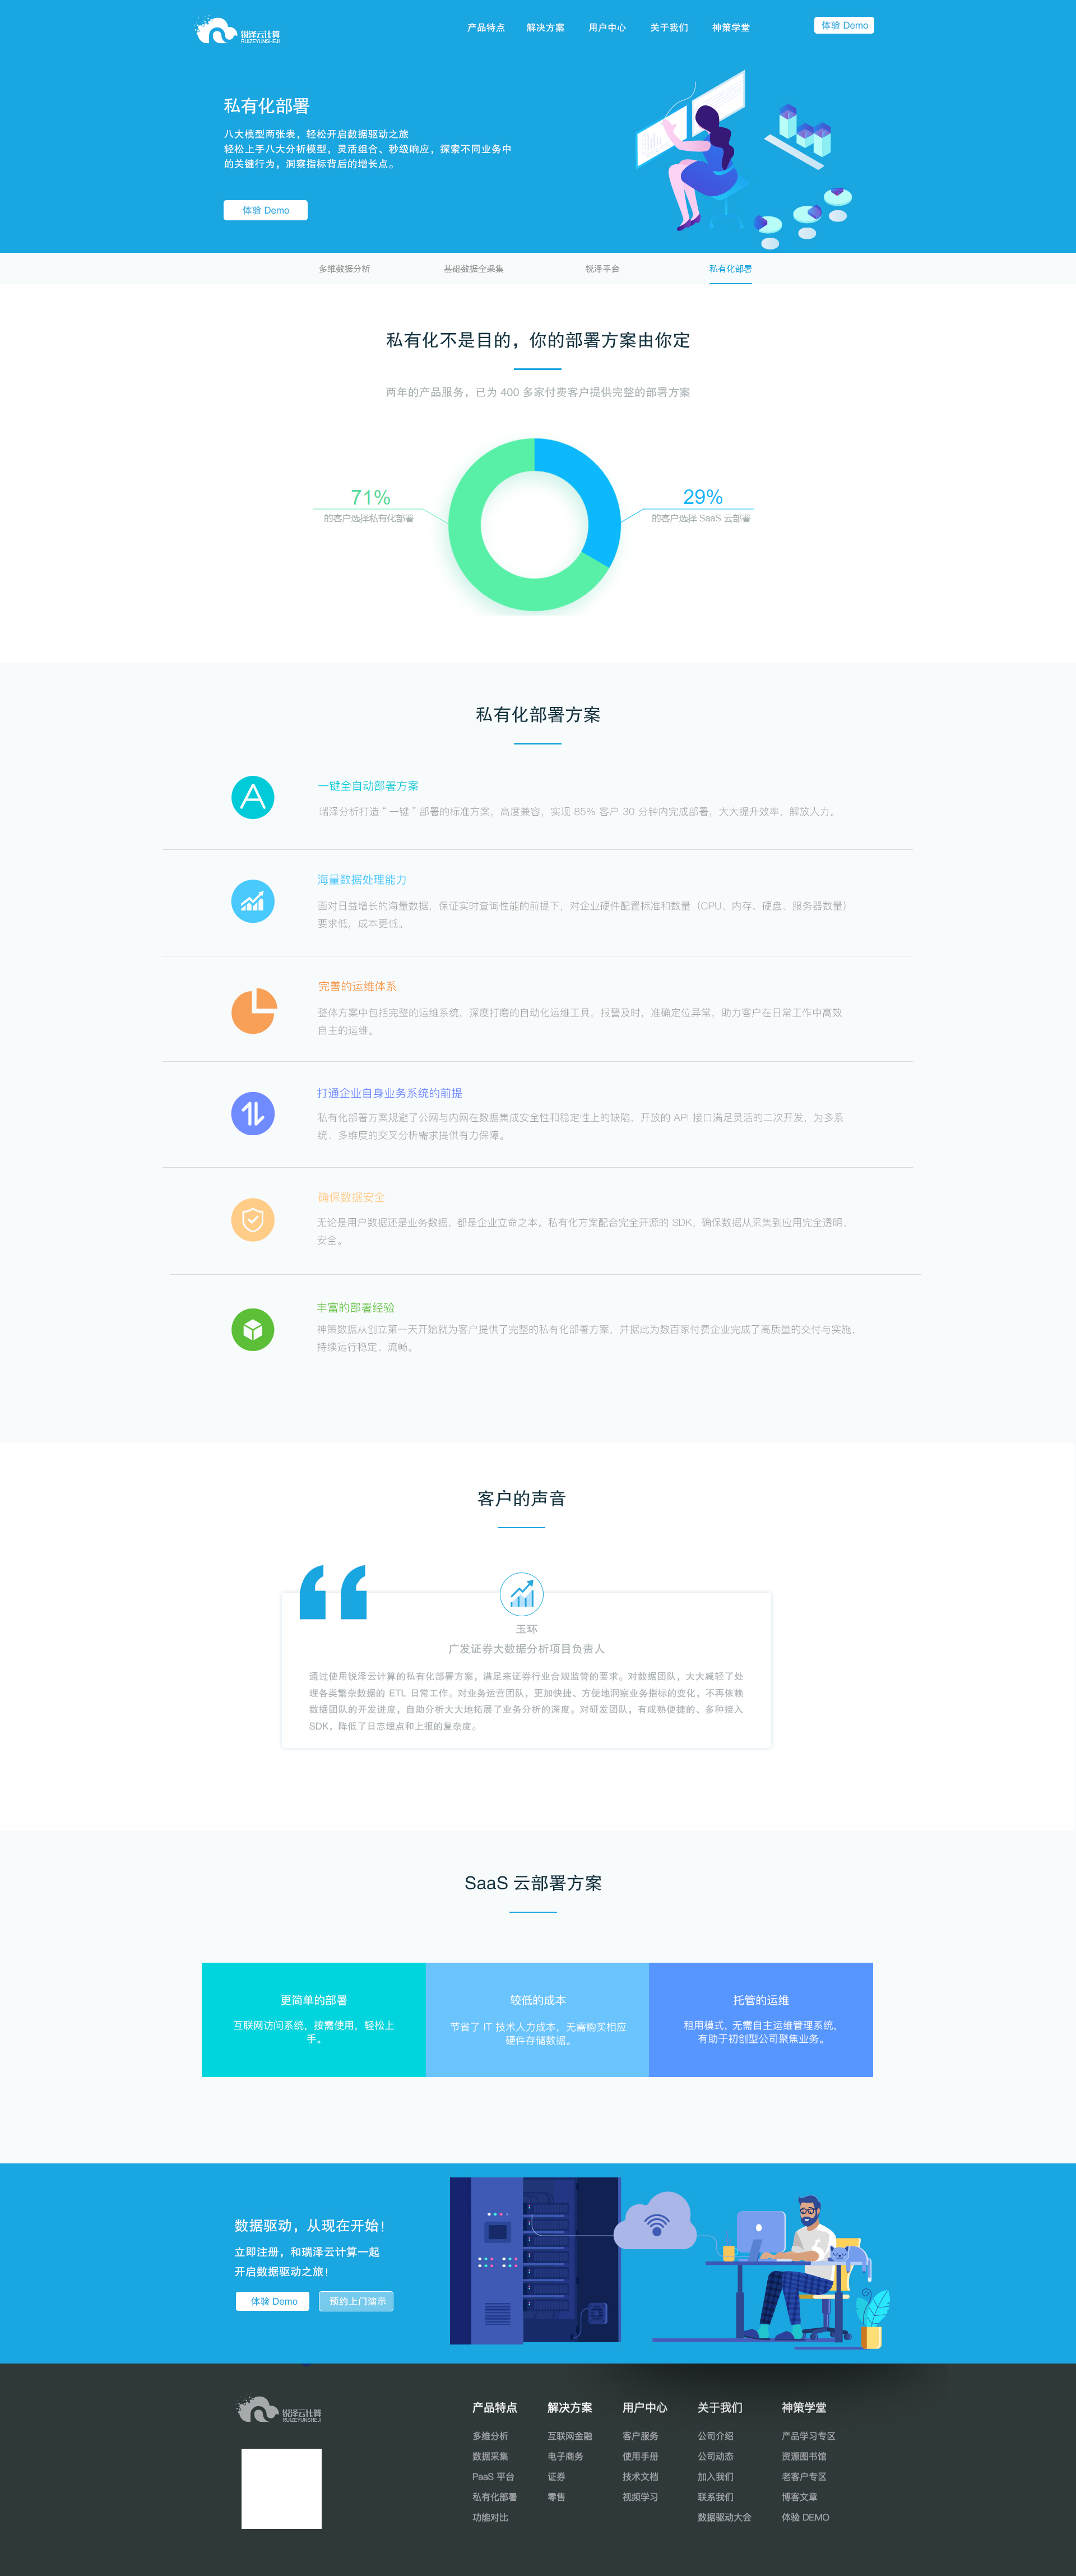 锐泽云计算
RUIZEYUNSHEJI
产品特点 解决方案 用户中心 关于我们 神策学堂 体验 Demo
私有化部署
八大模型两张表，轻松开启数据驱动之旅
轻松上手八大分析模型，灵活组合、秒级响应，探索不同业务中
的关键行为，洞察指标背后的增长点。
体验 Demo
多维数据分析 基础数据全采集 锐泽平台 私有化部署
私有化不是目的，你的部署方案由你定
两年的产品服务，已为 400 多家付费客户提供完整的部署方案
71%
的客户选择私有化部署
29%
的客户选择 SaaS 云部署
私有化部署方案
一键全自动部署方案
瑞泽分析打造“一键”部署的标准方案，高度兼容，实现 85% 客户 30 分钟内完成部署，大大提升效率，解放人力。
海量数据处理能力
面对日益增长的海量数据，保证实时查询性能的前提下，对企业硬件配置标准和数量（CPU、内存、硬盘、服务器数量）
要求低，成本更低。
完善的运维体系
整体方案中包括完整的运维系统，深度打磨的自动化运维工具，报警及时，准确定位异常，助力客户在日常工作中高效
自主的运维。
打通企业自身业务系统的前提
私有化部署方案规避了公网与内网在数据集成安全性和稳定性上的缺陷，开放的 API 接口满足灵活的二次开发，为多系
统、多维度的交叉分析需求提供有力保障。
确保数据安全
无论是用户数据还是业务数据，都是企业立命之本。私有化方案配合完全开源的 SDK，确保数据从采集到应用完全透明、
安全。
丰富的部署经验
神策数据从创立第一天开始就为客户提供了完整的私有化部署方案，并据此为数百家付费企业完成了高质量的交付与实施，
持续运行稳定、流畅。
客户的声音
玉环
广发证券大数据分析项目负责人
通过使用锐泽云计算的私有化部署方案，满足来证券行业合规监管的要求。对数据团队，大大减轻了处
理各类繁杂数据的 ETL 日常工作。对业务运营团队，更加快捷、方便地洞察业务指标的变化，不再依赖
数据团队的开发进度，自助分析大大地拓展了业务分析的深度。对研发团队，有成熟便捷的、多种接入
SDK，降低了日志埋点和上报的复杂度。
SaaS 云部署方案
更简单的部署
互联网访问系统，按需使用，轻松上
手。
较低的成本
节省了 IT 技术人力成本，无需购买相应
硬件存储数据。
托管的运维
租用模式，无需自主运维管理系统，
有助于初创型公司聚焦业务。
数据驱动，从现在开始！
立即注册，和瑞泽云计算一起
开启数据驱动之旅！
体验 Demo 预约上门演示
锐泽云计算
RUIZEYUNSHEJI
产品特点 解决方案 用户中心 关于我们 神策学堂
多维分析 互联网金融 客户服务 公司介绍 产品学习专区
数据采集 电子商务 使用手册 公司动态 资源图书馆
PaaS 平台 证券 技术文档 加入我们 老客户专区
私有化部署 零售 视频学习 联系我们 博客文章
功能对比 数据驱动大会 体验 DEMO